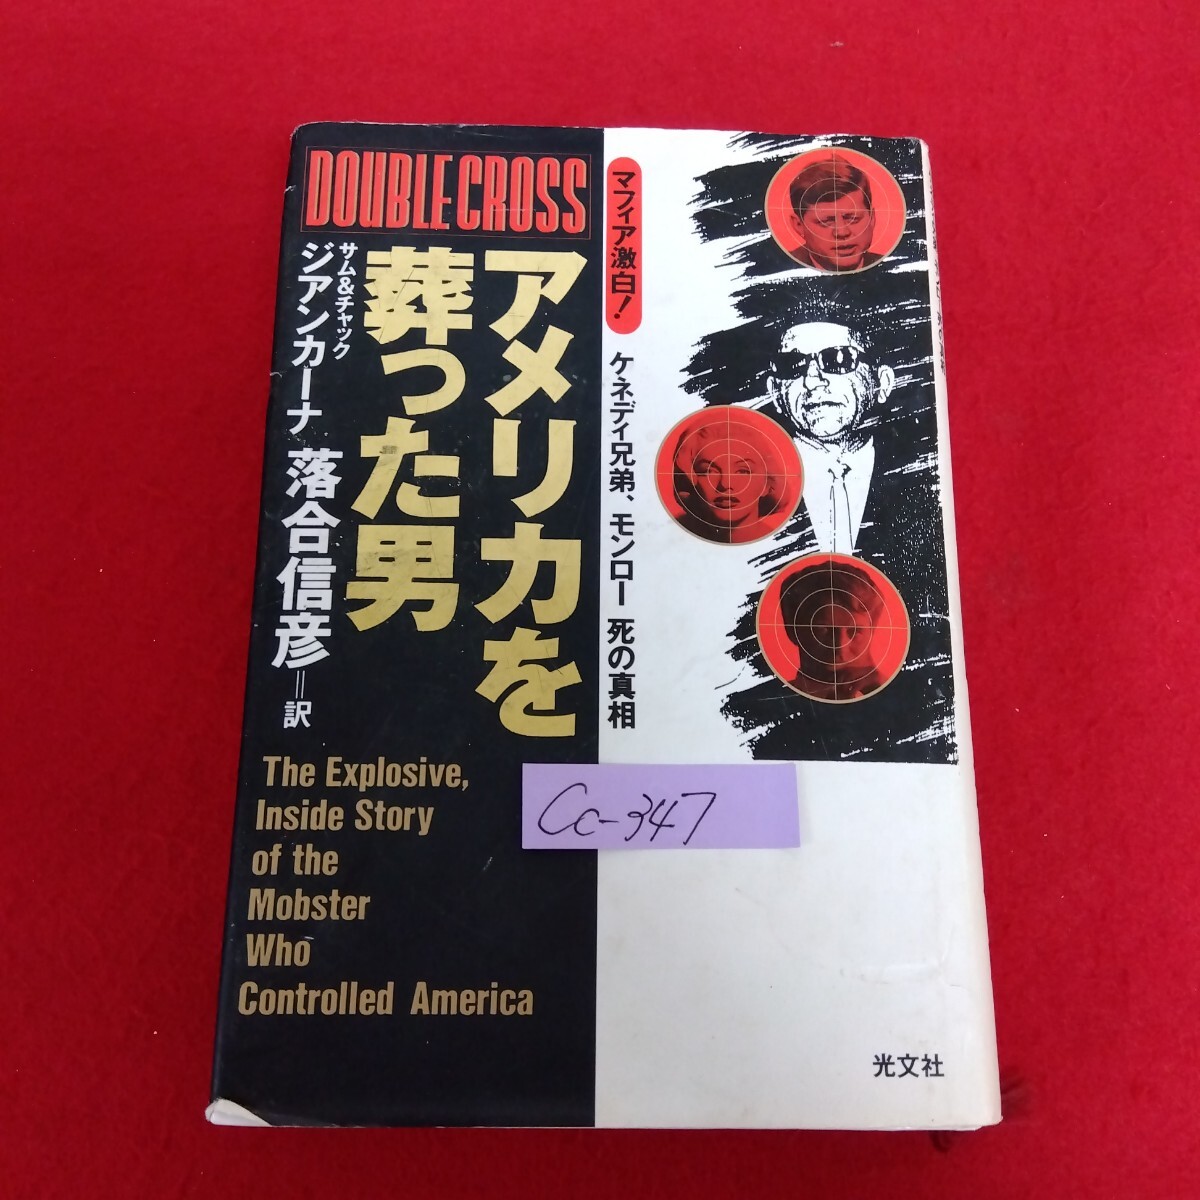 DOUBLE CROSS
マフィア激白!
ケネディ兄弟、モンロー 死の真相
アメリカを
葬った男
サム&チャック
ジアンカーナ 落合信彦=訳
The Explosive,
Inside Story
of the
Mobster
Who
Controlled America
Cc-347
光文社